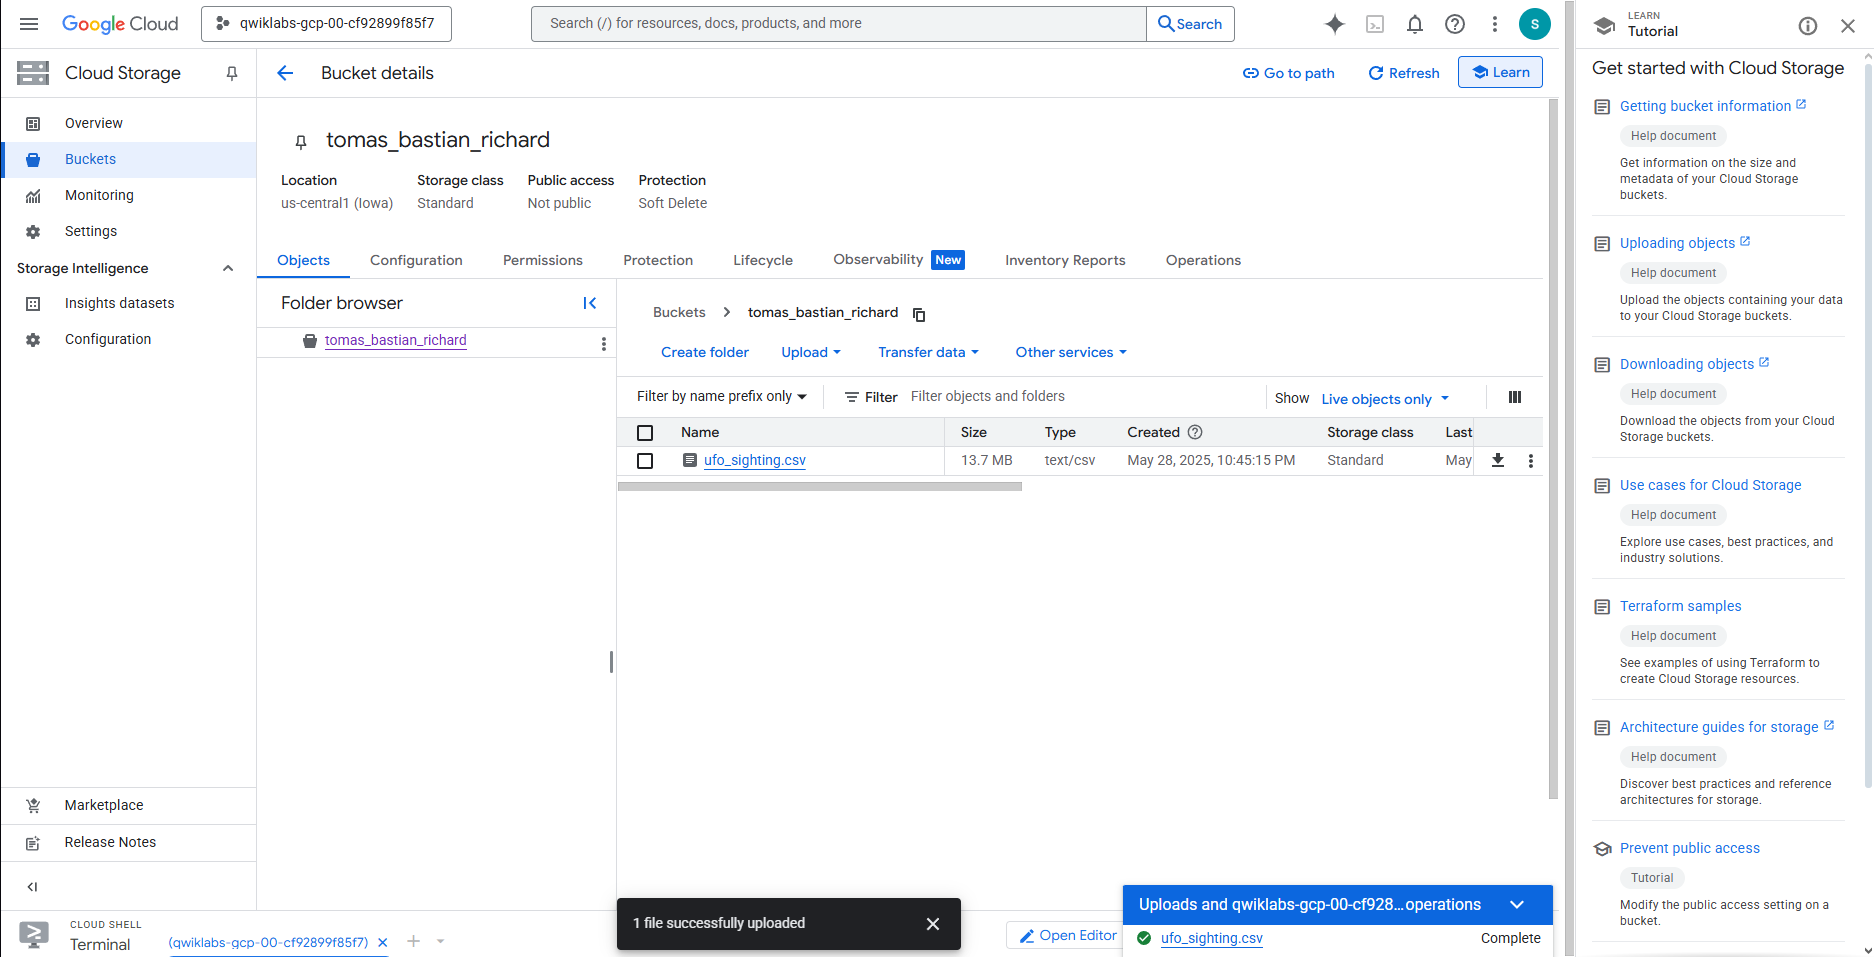 Google Cloud
qwiklabs-gcp-00-cf92899f85f7
Search (/) for resources, docs, products, and more
Search
S
Cloud Storage
Bucket details
Go to path
Refresh
Learn
Overview
Buckets
Monitoring
Settings
Storage Intelligence
Insights datasets
Configuration
Marketplace
Release Notes
tomas_bastian_richard
Location
us-central1 (Iowa)
Storage class
Standard
Public access
Not public
Protection
Soft Delete
Objects
Configuration
Permissions
Protection
Lifecycle
Observability New
Inventory Reports
Operations
Folder browser
tomas_bastian_richard
Buckets > tomas_bastian_richard
Create folder
Upload
Transfer data
Other services
Filter by name prefix only
Filter
Filter objects and folders
Show Live objects only
Name Size Type Created Storage class Last
ufo_sighting.csv 13.7 MB text/csv May 28, 2025, 10:45:15 PM Standard May
CLOUD SHELL
Terminal
(qwiklabs-gcp-00-cf92899f85f7)
1 file successfully uploaded
Open Editor
Uploads and qwiklabs-gcp-00-cf928...operations
ufo_sighting.csv Complete
LEARN
Tutorial
Get started with Cloud Storage
Getting bucket information
Help document
Get information on the size and
metadata of your Cloud Storage
buckets.
Uploading objects
Help document
Upload the objects containing your data
to your Cloud Storage buckets.
Downloading objects
Help document
Download the objects from your Cloud
Storage buckets.
Use cases for Cloud Storage
Help document
Explore use cases, best practices, and
industry solutions.
Terraform samples
Help document
See examples of using Terraform to
create Cloud Storage resources.
Architecture guides for storage
Help document
Discover best practices and reference
architectures for storage.
Prevent public access
Tutorial
Modify the public access setting on a
bucket.